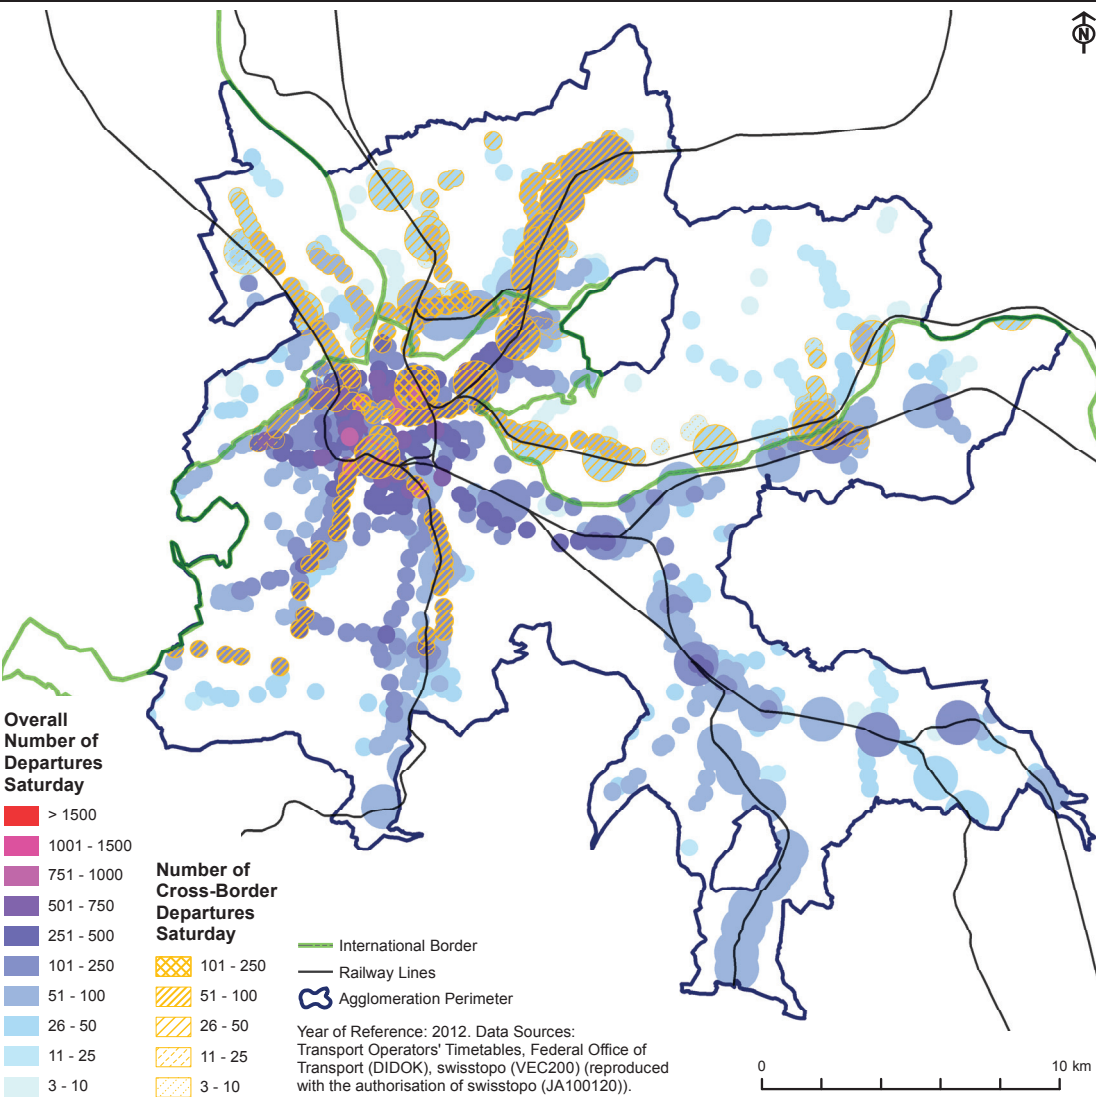 N
Overall
Number of
Departures
Saturday
> 1500
1001 - 1500
751 - 1000
501 - 750
251 - 500
101 - 250
51 - 100
26 - 50
11 - 25
3 - 10
Number of
Cross-Border
Departures
Saturday
101 - 250
51 - 100
26 - 50
11 - 25
3 - 10
International Border
Railway Lines
Agglomeration Perimeter
Year of Reference: 2012. Data Sources:
Transport Operators' Timetables, Federal Office of
Transport (DIDOK), swisstopo (VEC200) (reproduced
with the authorisation of swisstopo (JA100120)).
0 10 km